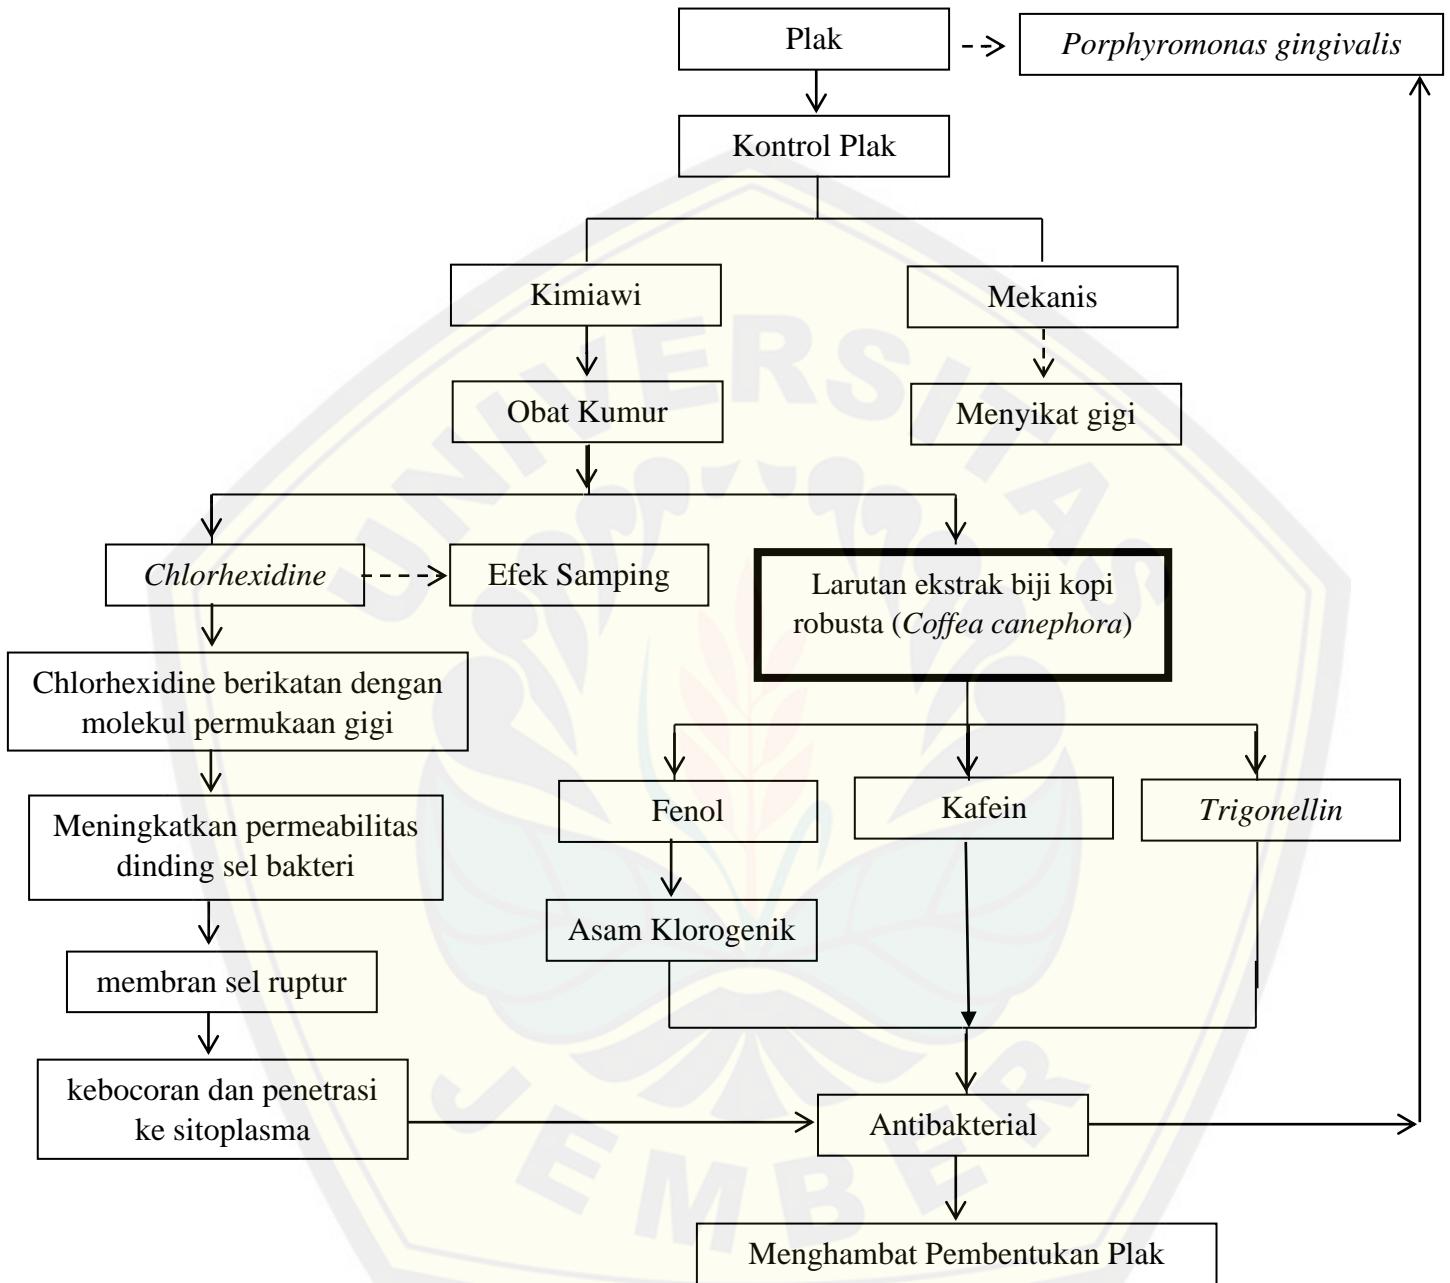 Plak
Porphyromonas gingivalis
Kontrol Plak
Kimiawi
Mekanis
Obat Kumur
Menyikat gigi
Chlorhexidine
Efek Samping
Larutan ekstrak biji kopi
robusta (Coffea canephora)
Chlorhexidine berikatan dengan
molekul permukaan gigi
Fenol
Kafein
Trigonellin
Meningkatkan permeabilitas
dinding sel bakteri
Asam Klorogenik
membran sel ruptur
kebocoran dan penetrasi
ke sitoplasma
Antibakterial
Menghambat Pembentukan Plak
UNIVERSITAS
JEMBER